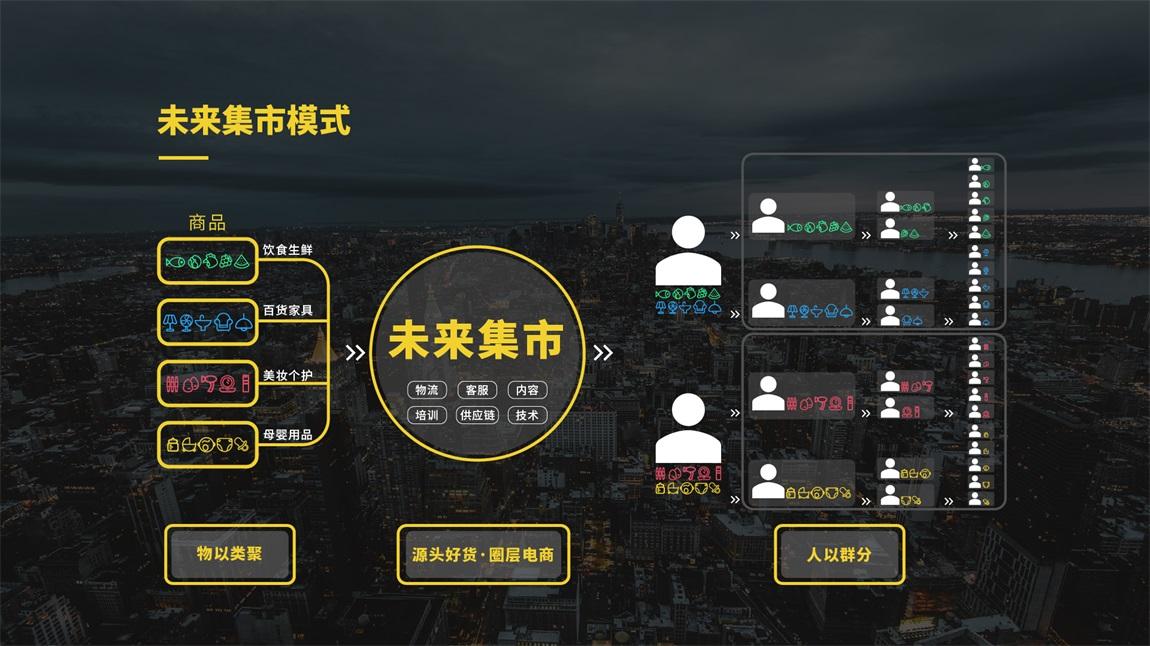 未来集市模式
商品
饮食生鲜
百货家具
美妆个护
母婴用品
未来集市
物流 客服 内容
培训 供应链 技术
物以类聚
源头好货·圈层电商
人以群分